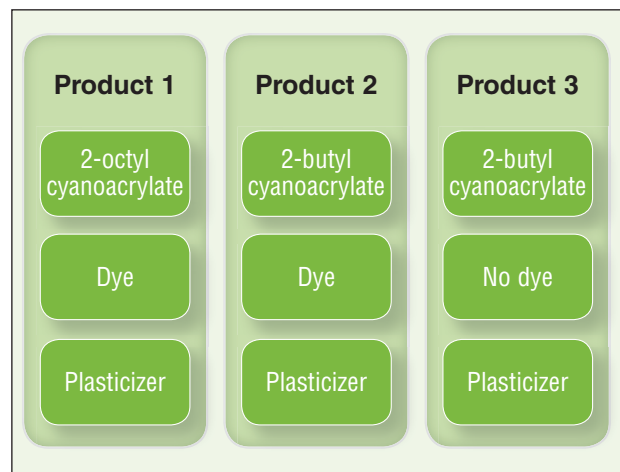 Product 1
2-octyl
cyanoacrylate
Dye
Plasticizer
Product 2
2-butyl
cyanoacrylate
Dye
Plasticizer
Product 3
2-butyl
cyanoacrylate
No dye
Plasticizer